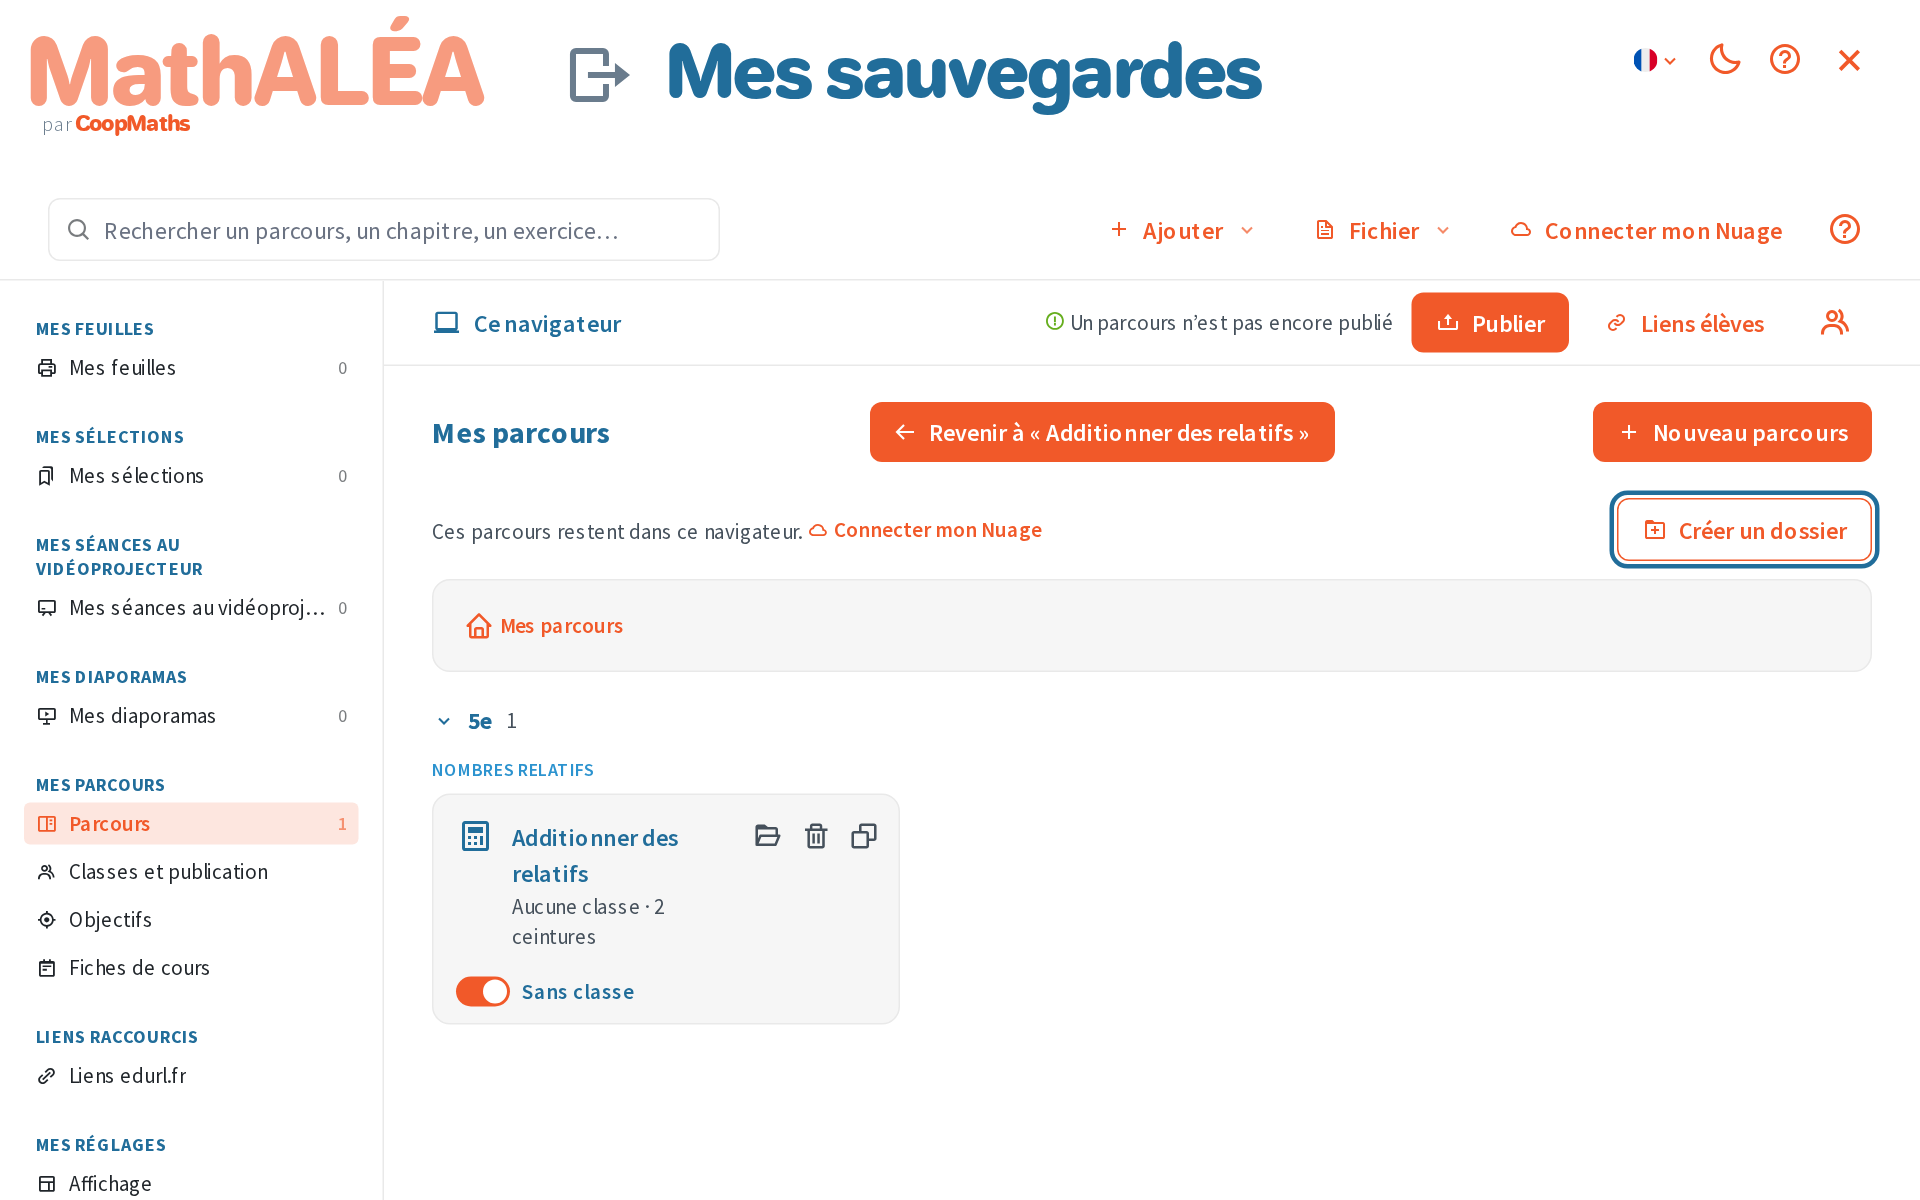 MathALÉA
par CoopMaths
Mes sauvegardes
Rechercher un parcours, un chapitre, un exercice…
Ajouter
Fichier
Connecter mon Nuage
MES FEUILLES
Mes feuilles 0
MES SÉLECTIONS
Mes sélections 0
MES SÉANCES AU
VIDÉOPROJECTEUR
Mes séances au vidéoproj… 0
MES DIAPORAMAS
Mes diaporamas 0
MES PARCOURS
Parcours 1
Classes et publication
Objectifs
Fiches de cours
LIENS RACCOURCIS
Liens edurl.fr
MES RÉGLAGES
Affichage
Ce navigateur
Un parcours n’est pas encore publié
Publier
Liens élèves
Mes parcours
Revenir à « Additionner des relatifs »
Nouveau parcours
Ces parcours restent dans ce navigateur. Connecter mon Nuage
Créer un dossier
Mes parcours
5e 1
NOMBRES RELATIFS
Additionner des
relatifs
Aucune classe · 2
ceintures
Sans classe